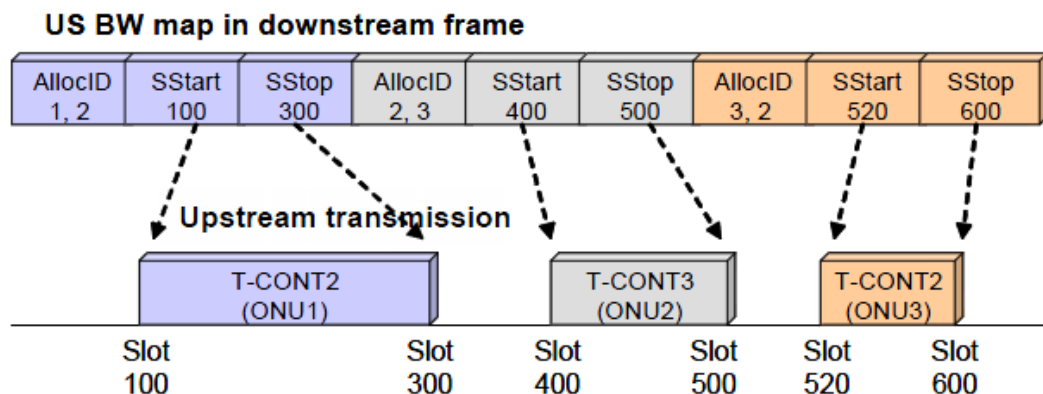 US BW map in downstream frame
AllocID SStart SStop AllocID SStart SStop AllocID SStart SStop
1, 2 100 300 2, 3 400 500 3, 2 520 600
Upstream transmission
T-CONT2 T-CONT3 T-CONT2
(ONU1) (ONU2) (ONU3)
Slot Slot Slot Slot Slot Slot
100 300 400 500 520 600